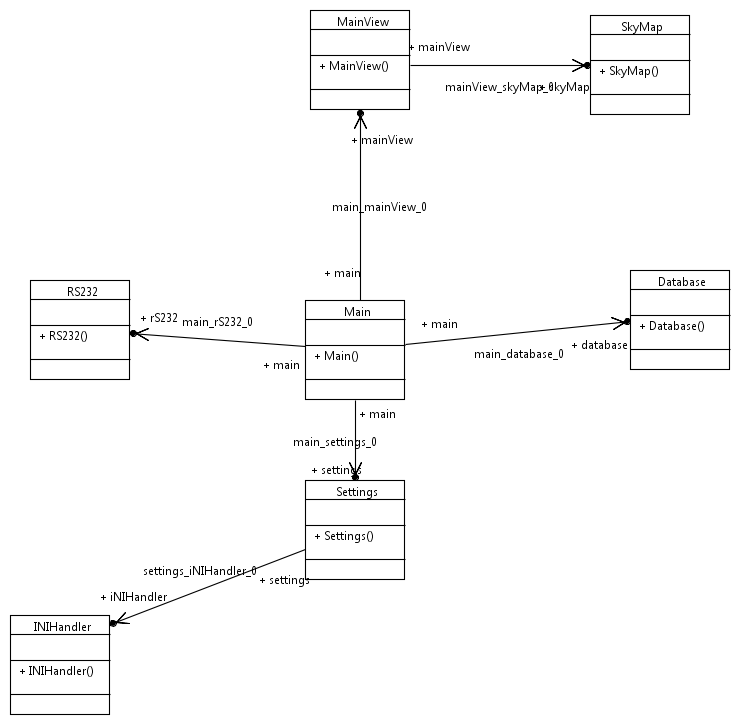 MainView
+ MainView()
+ mainView
SkyMap
+ SkyMap()
mainView_skyMap_0
+ skyMap
+ mainView
main_mainView_0
+ main
RS232
+ RS232()
+ rS232
main_rS232_0
+ main
Main
+ Main()
+ main
main_database_0
+ database
Database
+ Database()
+ main
main_settings_0
+ settings
Settings
+ Settings()
settings_iNIHandler_0
+ settings
+ iNIHandler
INIHandler
+ INIHandler()